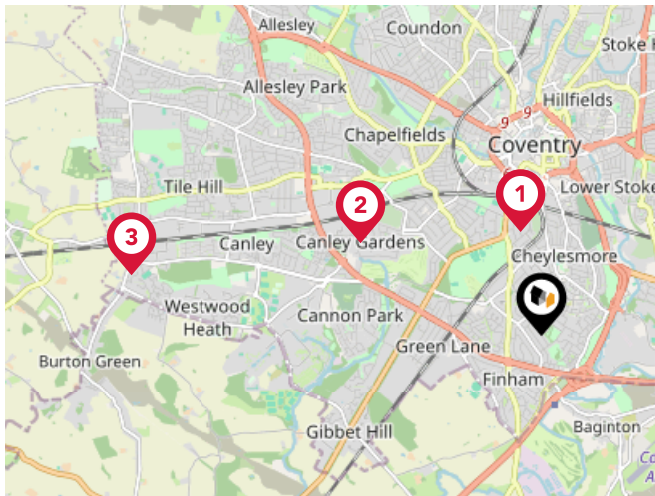 Allesley
Coundon
Stoke H
Allesley Park
Hillfields
9
9
Chapelfields
Coventry
Tile Hill
1
Lower Stoke
2
3
Canley
Canley Gardens
Cheylesmore
Westwood
Heath
Cannon Park
Green Lane
Burton Green
Finham
Gibbet Hill
Baginton
Co
A